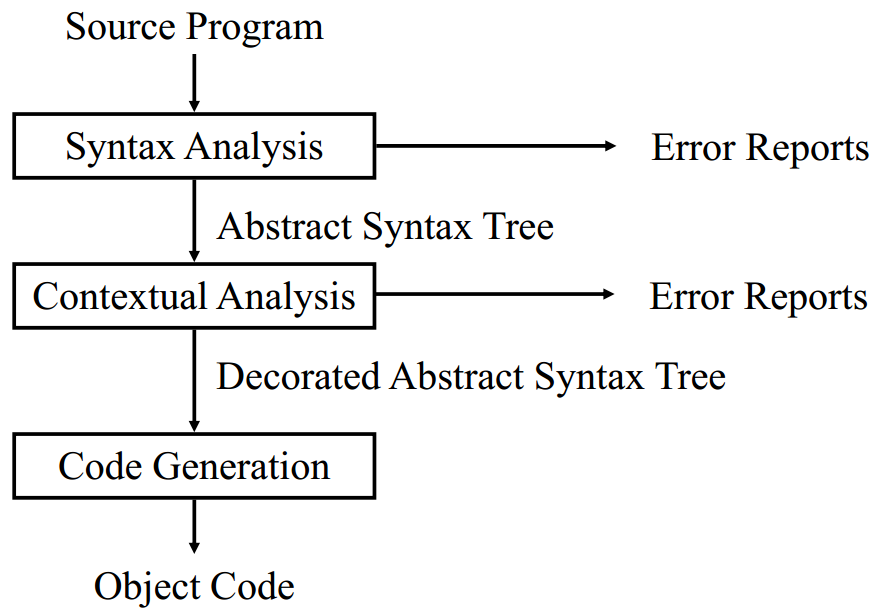 Source Program
Syntax Analysis
Error Reports
Abstract Syntax Tree
Contextual Analysis
Error Reports
Decorated Abstract Syntax Tree
Code Generation
Object Code